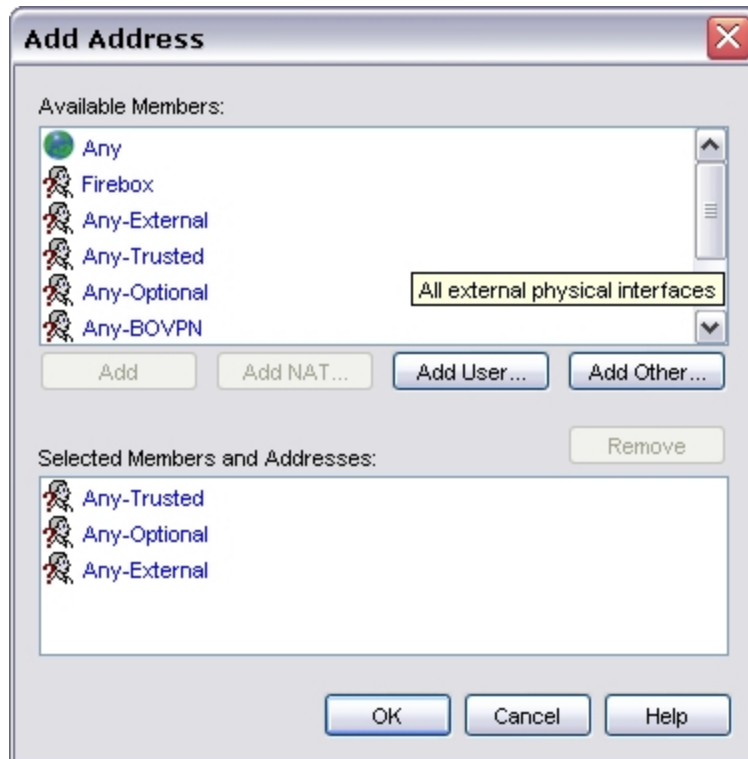 Add Address
Available Members:
Any
Firebox
Any-External
Any-Trusted
Any-Optional
All external physical interfaces
Any-BOVPN
Add Add NAT... Add User... Add Other...
Remove
Selected Members and Addresses:
Any-Trusted
Any-Optional
Any-External
OK Cancel Help